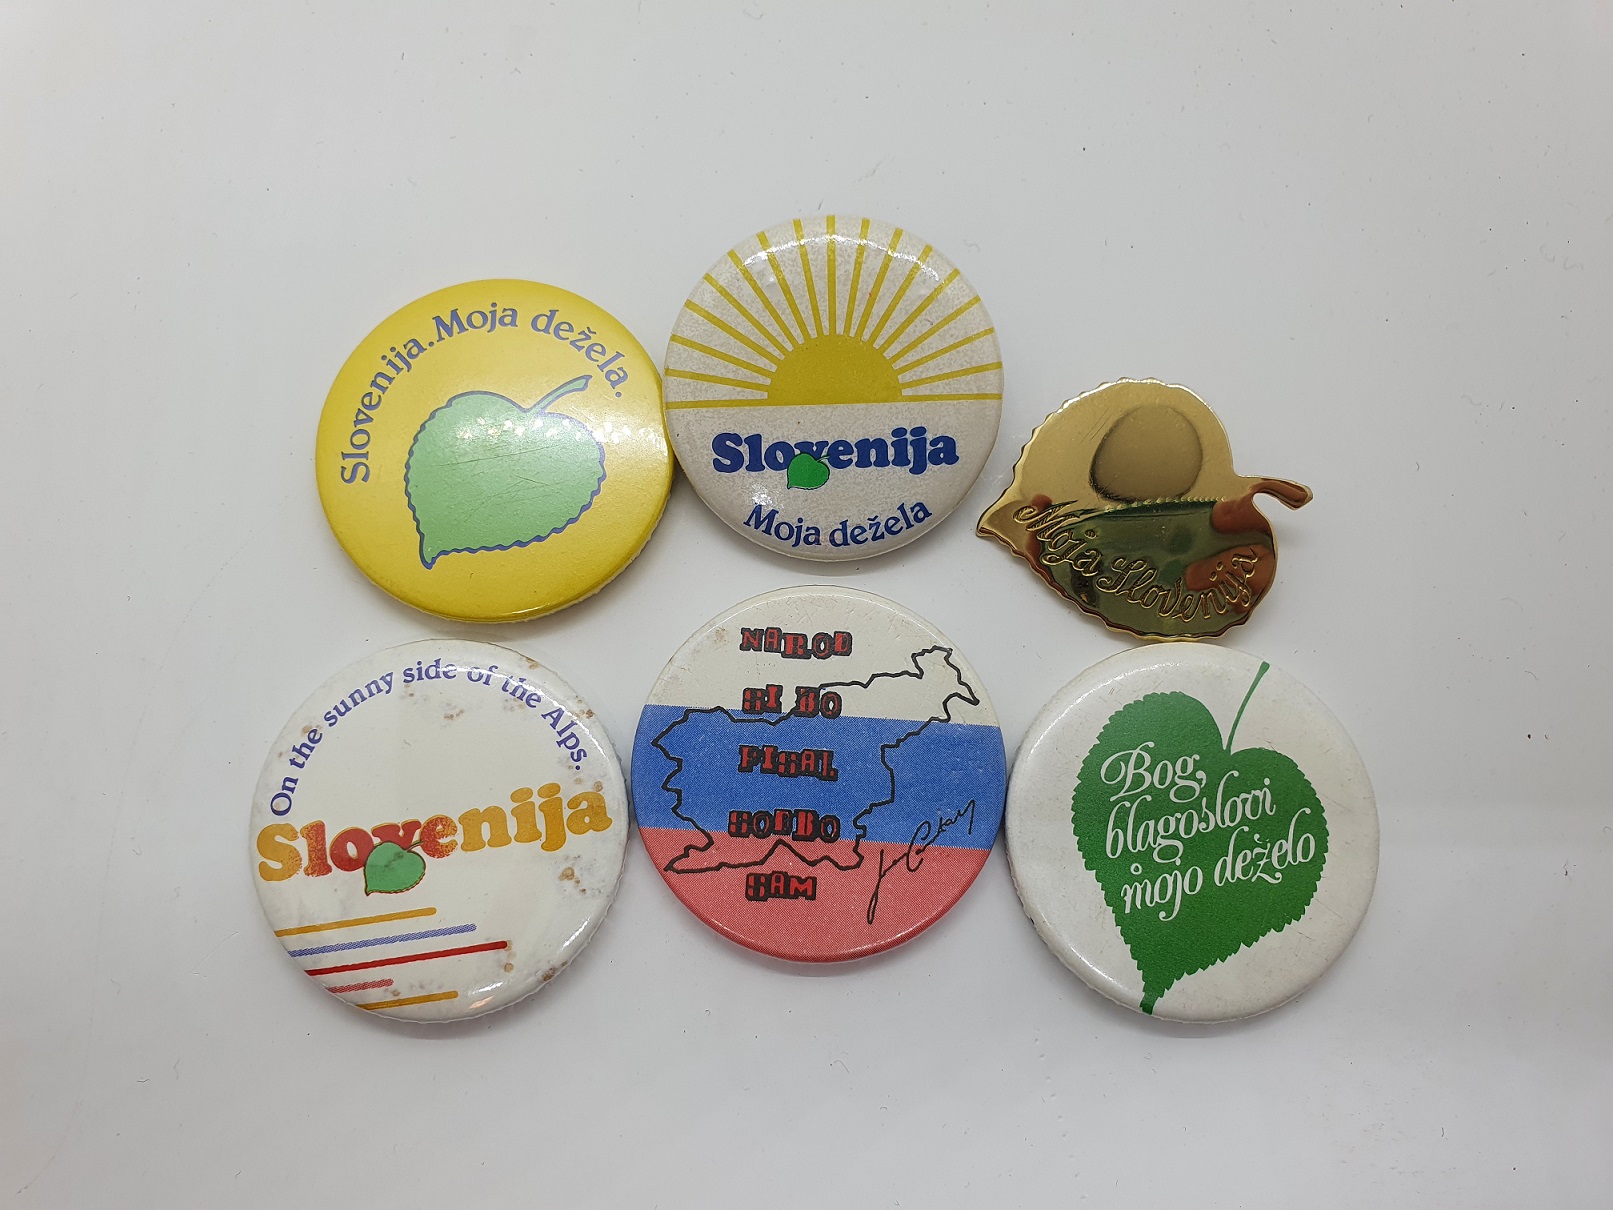 Slovenija. Moja dežela.
Slovenija
Moja dežela
Moja Slovenija
On the sunny side of the Alps.
Slovenija
NAROD
SI BO
PISAL
SODBO
SAM
Bog,
blagoslovi
mojo deželo